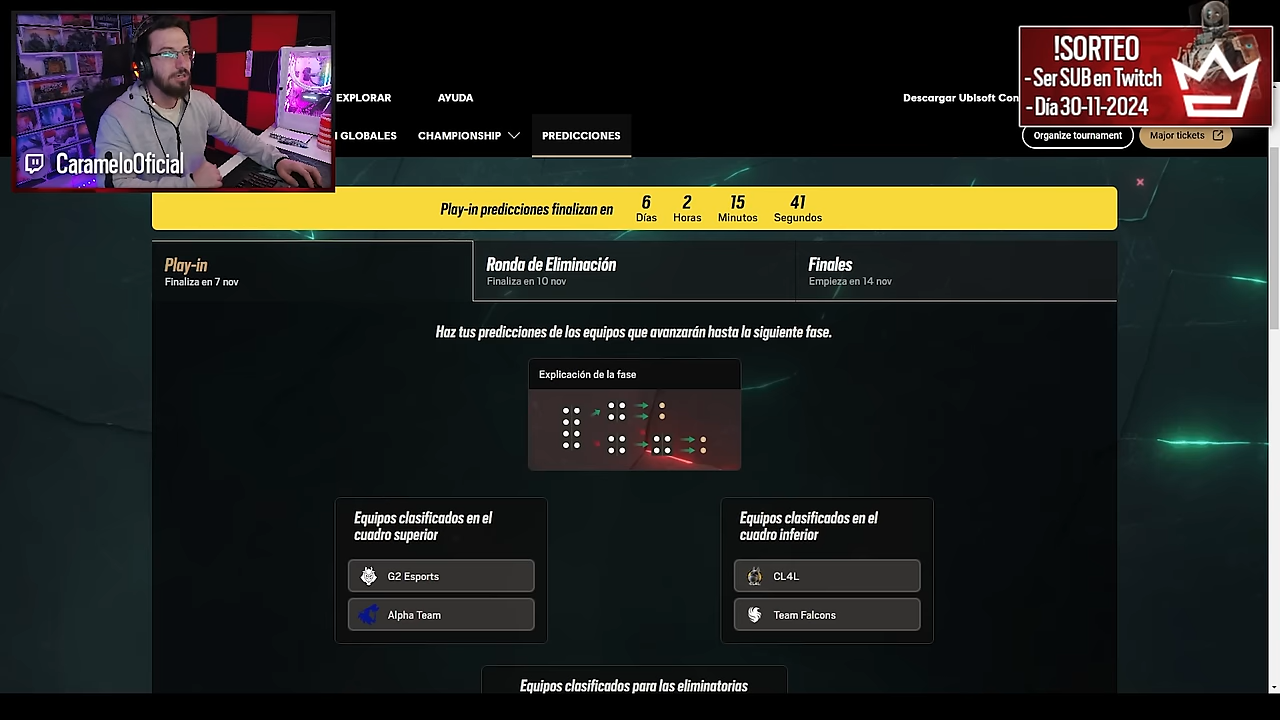 !SORTEO
- Ser SUB en Twitch
- Día 30-11-2024
EXPLORAR
AYUDA
Descargar Ubisoft Con
GLOBALES
CHAMPIONSHIP
PREDICCIONES
Organize tournament
Major tickets
CarameloOficial
Play-in predicciones finalizan en
6 2 15 41
Días Horas Minutos Segundos
Play-in
Finaliza en 7 nov
Ronda de Eliminación
Finaliza en 10 nov
Finales
Empieza en 14 nov
Haz tus predicciones de los equipos que avanzarán hasta la siguiente fase.
Explicación de la fase
Equipos clasificados en el
cuadro superior
G2 Esports
Alpha Team
Equipos clasificados en el
cuadro inferior
CL4L
Team Falcons
Equipos clasificados para las eliminatorias